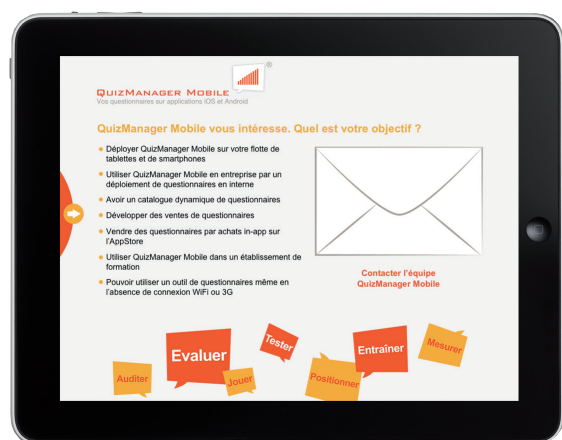 QUIZMANAGER MOBILE ®
Vos questionnaires sur applications iOS et Android
QuizManager Mobile vous intéresse. Quel est votre objectif ?
Déployer QuizManager Mobile sur votre flotte de
tablettes et de smartphones
Utiliser QuizManager Mobile en entreprise par un
déploiement de questionnaires en interne
Avoir un catalogue dynamique de questionnaires
Développer des ventes de questionnaires
Vendre des questionnaires par achats in-app sur
l'AppStore
Utiliser QuizManager Mobile dans un établissement de
formation
Pouvoir utiliser un outil de questionnaires même en
l'absence de connexion WiFi ou 3G
Contacter l'équipe
QuizManager Mobile
Auditer
Evaluer
Jouer
Tester
Positionner
Entraîner
Mesurer